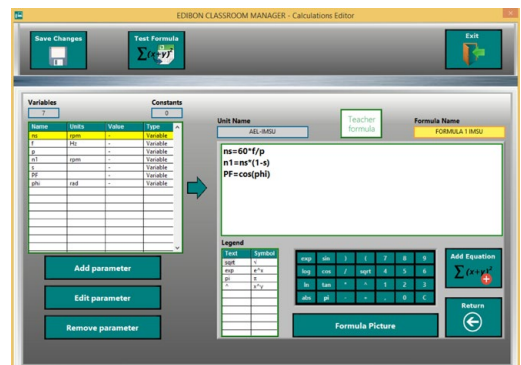 EDIBON CLASSROOM MANAGER - Calculations Editor
Save Changes
Test Formula
Σ(x+y)²
Exit
Variables
Constants
7
0
Name Units Value Type
ns rpm - Variable
f Hz - Variable
p - Variable
n1 rpm - Variable
s - Variable
PF - Variable
phi rad - Variable
Add parameter
Edit parameter
Remove parameter
Unit Name
AEL-IMSU
Teacher
formula
Formula Name
FORMULA 1 IMSU
ns=60*f/p
n1=ns*(1-s)
PF=cos(phi)
Legend
Text Symbol
sqrt √
exp e^x
pi π
^ x^y
exp sin ) ( 7 8 9
log cos / sqrt 4 5 6
ln tan * ^ 1 2 3
abs pi - + . 0 C
Formula Picture
Add Equation
Σ(x+y)²
Return